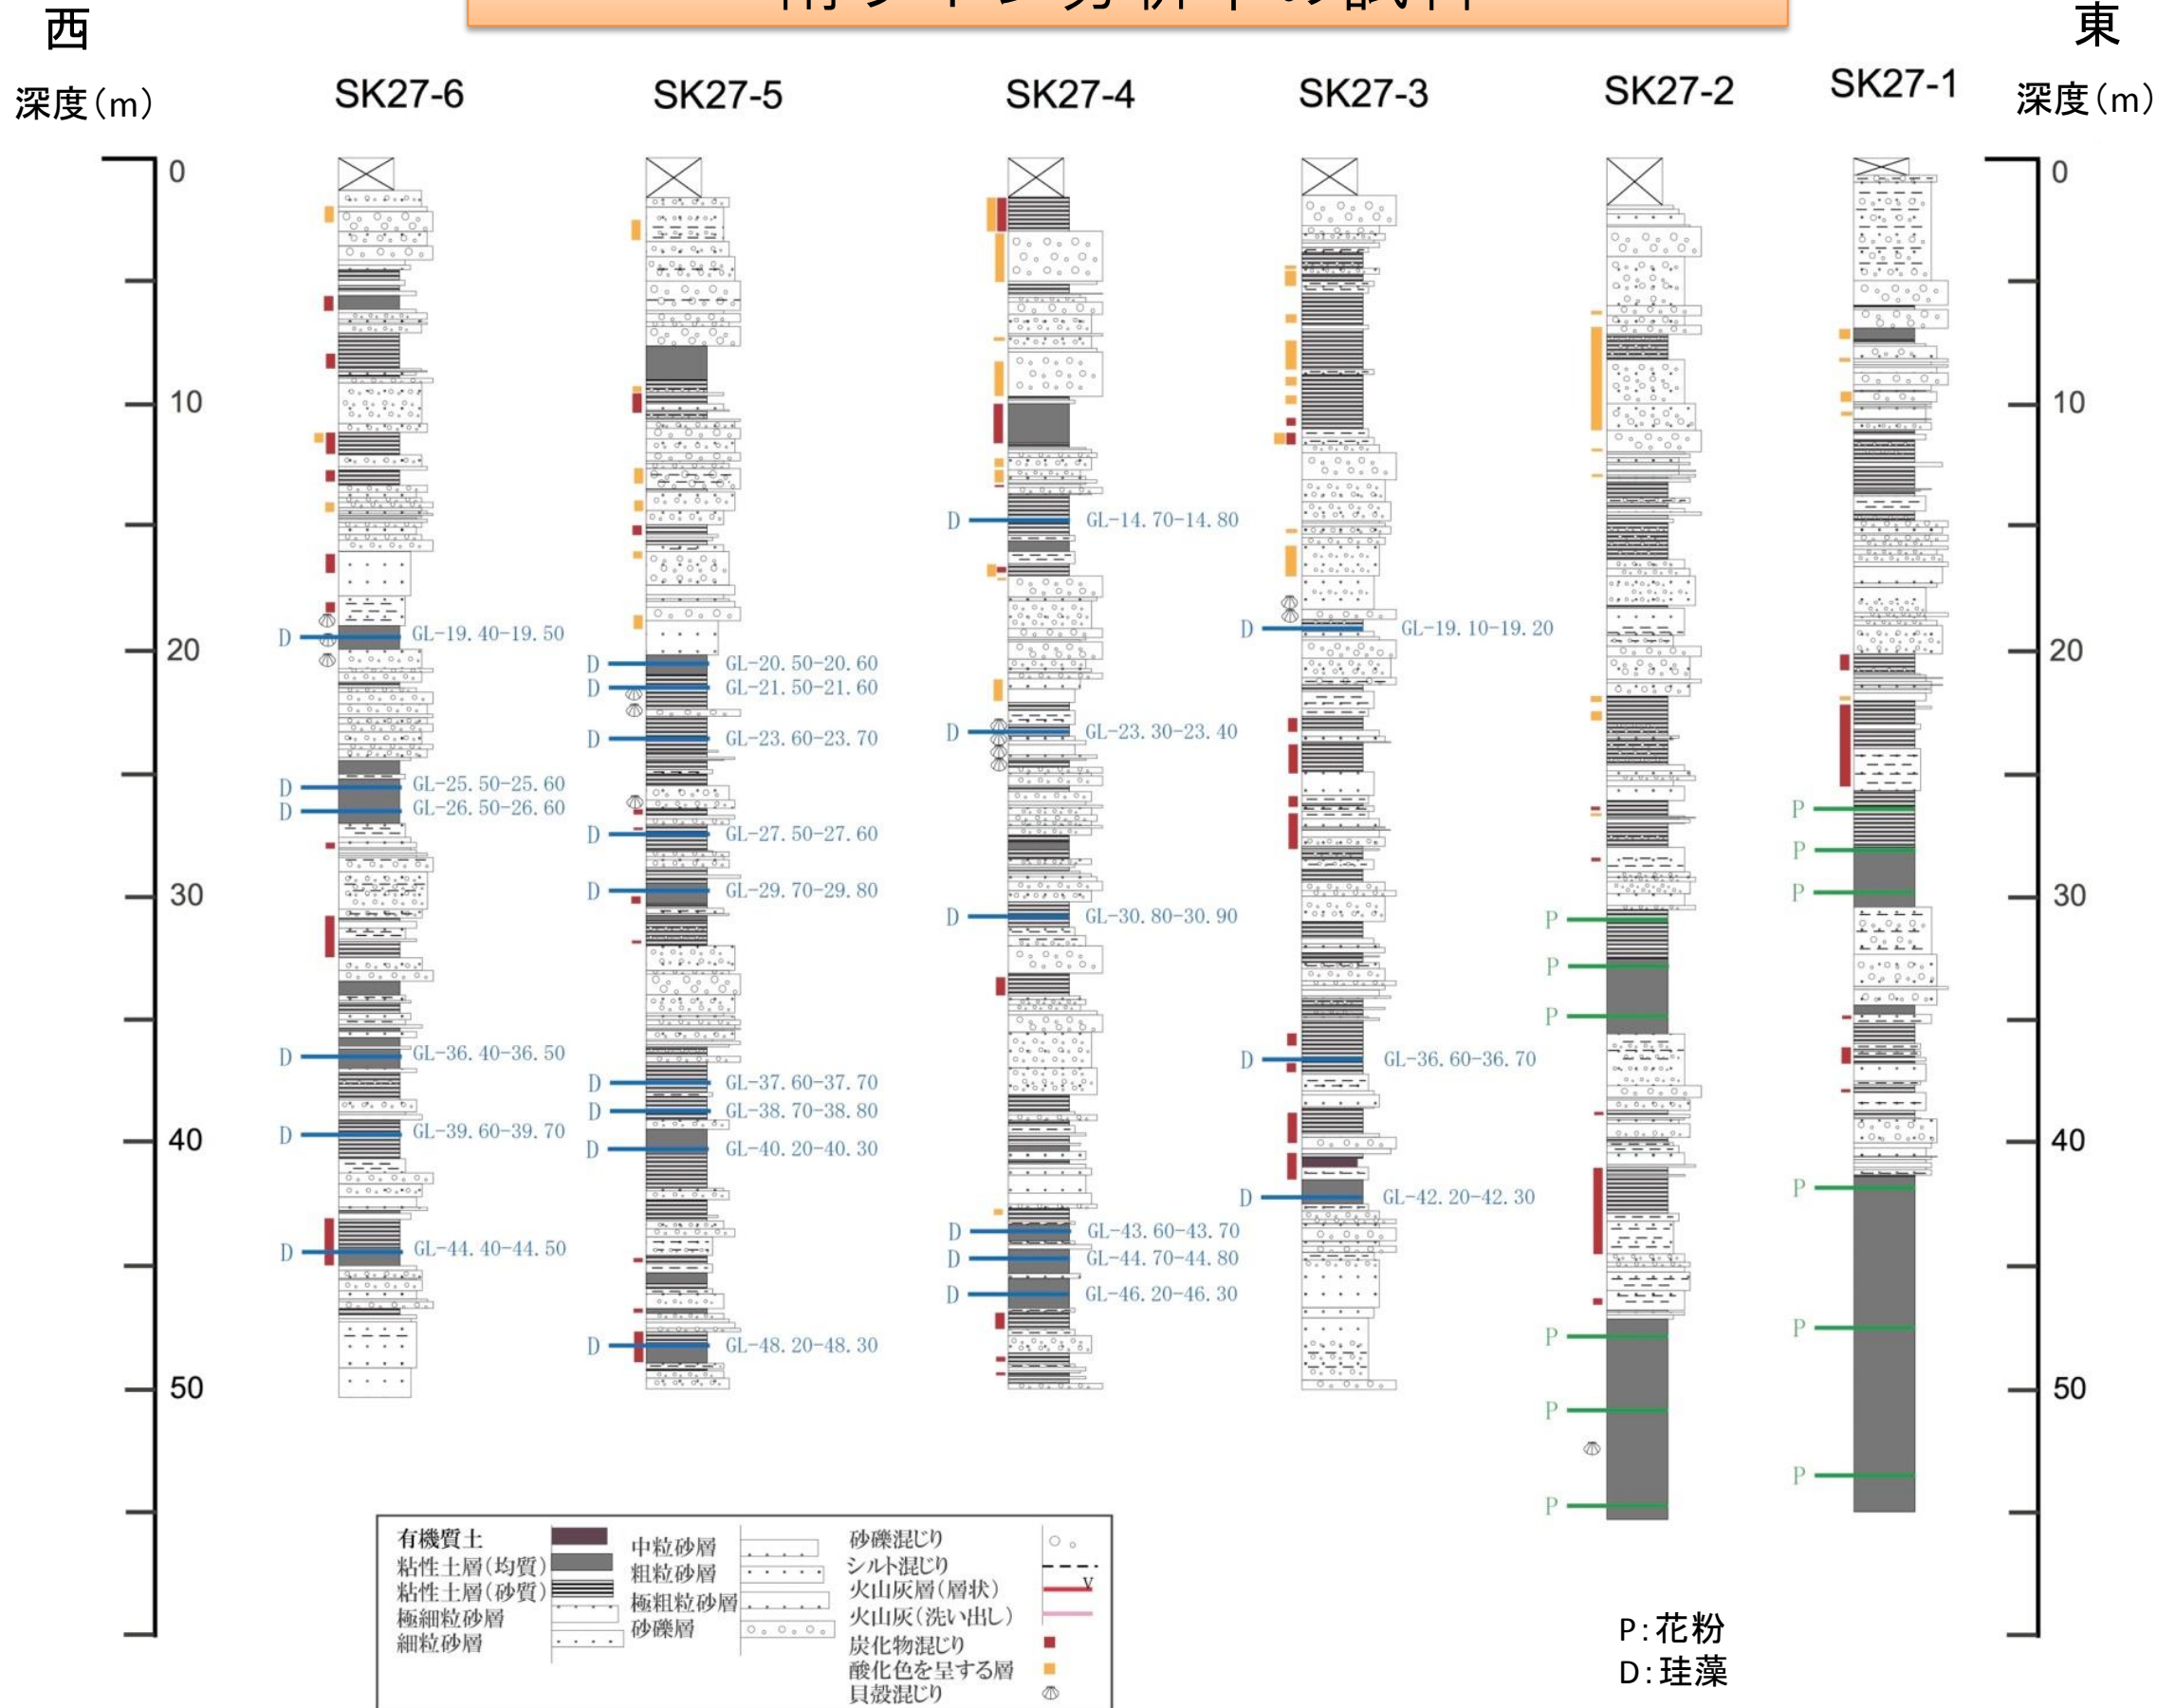 西
東
深度(m)
SK27-6
SK27-5
SK27-4
SK27-3
SK27-2
SK27-1
深度(m)
0
10
20
30
40
50
D GL-19.40-19.50
D GL-25.50-25.60
D GL-26.50-26.60
D GL-36.40-36.50
D GL-39.60-39.70
D GL-44.40-44.50
D GL-20.50-20.60
D GL-21.50-21.60
D GL-23.60-23.70
D GL-27.50-27.60
D GL-29.70-29.80
D GL-37.60-37.70
D GL-38.70-38.80
D GL-40.20-40.30
D GL-48.20-48.30
D GL-14.70-14.80
D GL-23.30-23.40
D GL-30.80-30.90
D GL-43.60-43.70
D GL-44.70-44.80
D GL-46.20-46.30
D GL-19.10-19.20
D GL-36.60-36.70
D GL-42.20-42.30
P
P
P
P
P
P
P
P
P
P
P
P
0
10
20
30
40
50
有機質土
粘性土層(均質)
粘性土層(砂質)
極細粒砂層
細粒砂層
中粒砂層
粗粒砂層
極粗粒砂層
砂礫層
砂礫混じり
シルト混じり
火山灰層(層状)
V
火山灰(洗い出し)
炭化物混じり
酸化色を呈する層
貝殻混じり
P:花粉
D:珪藻